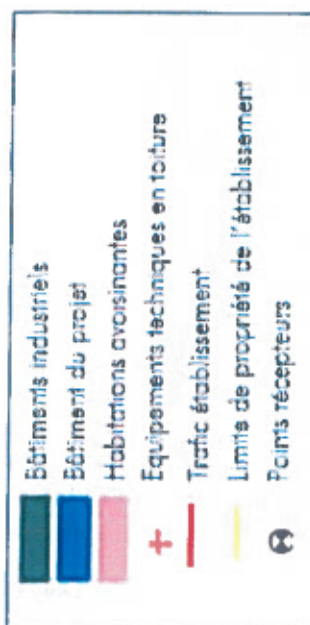 Bâtiments industriels
Bâtiment du projet
Habitations avoisinantes
Equipements techniques en toiture
Trafic établissement
Limite de propriété de l'établissement
Points récepteurs